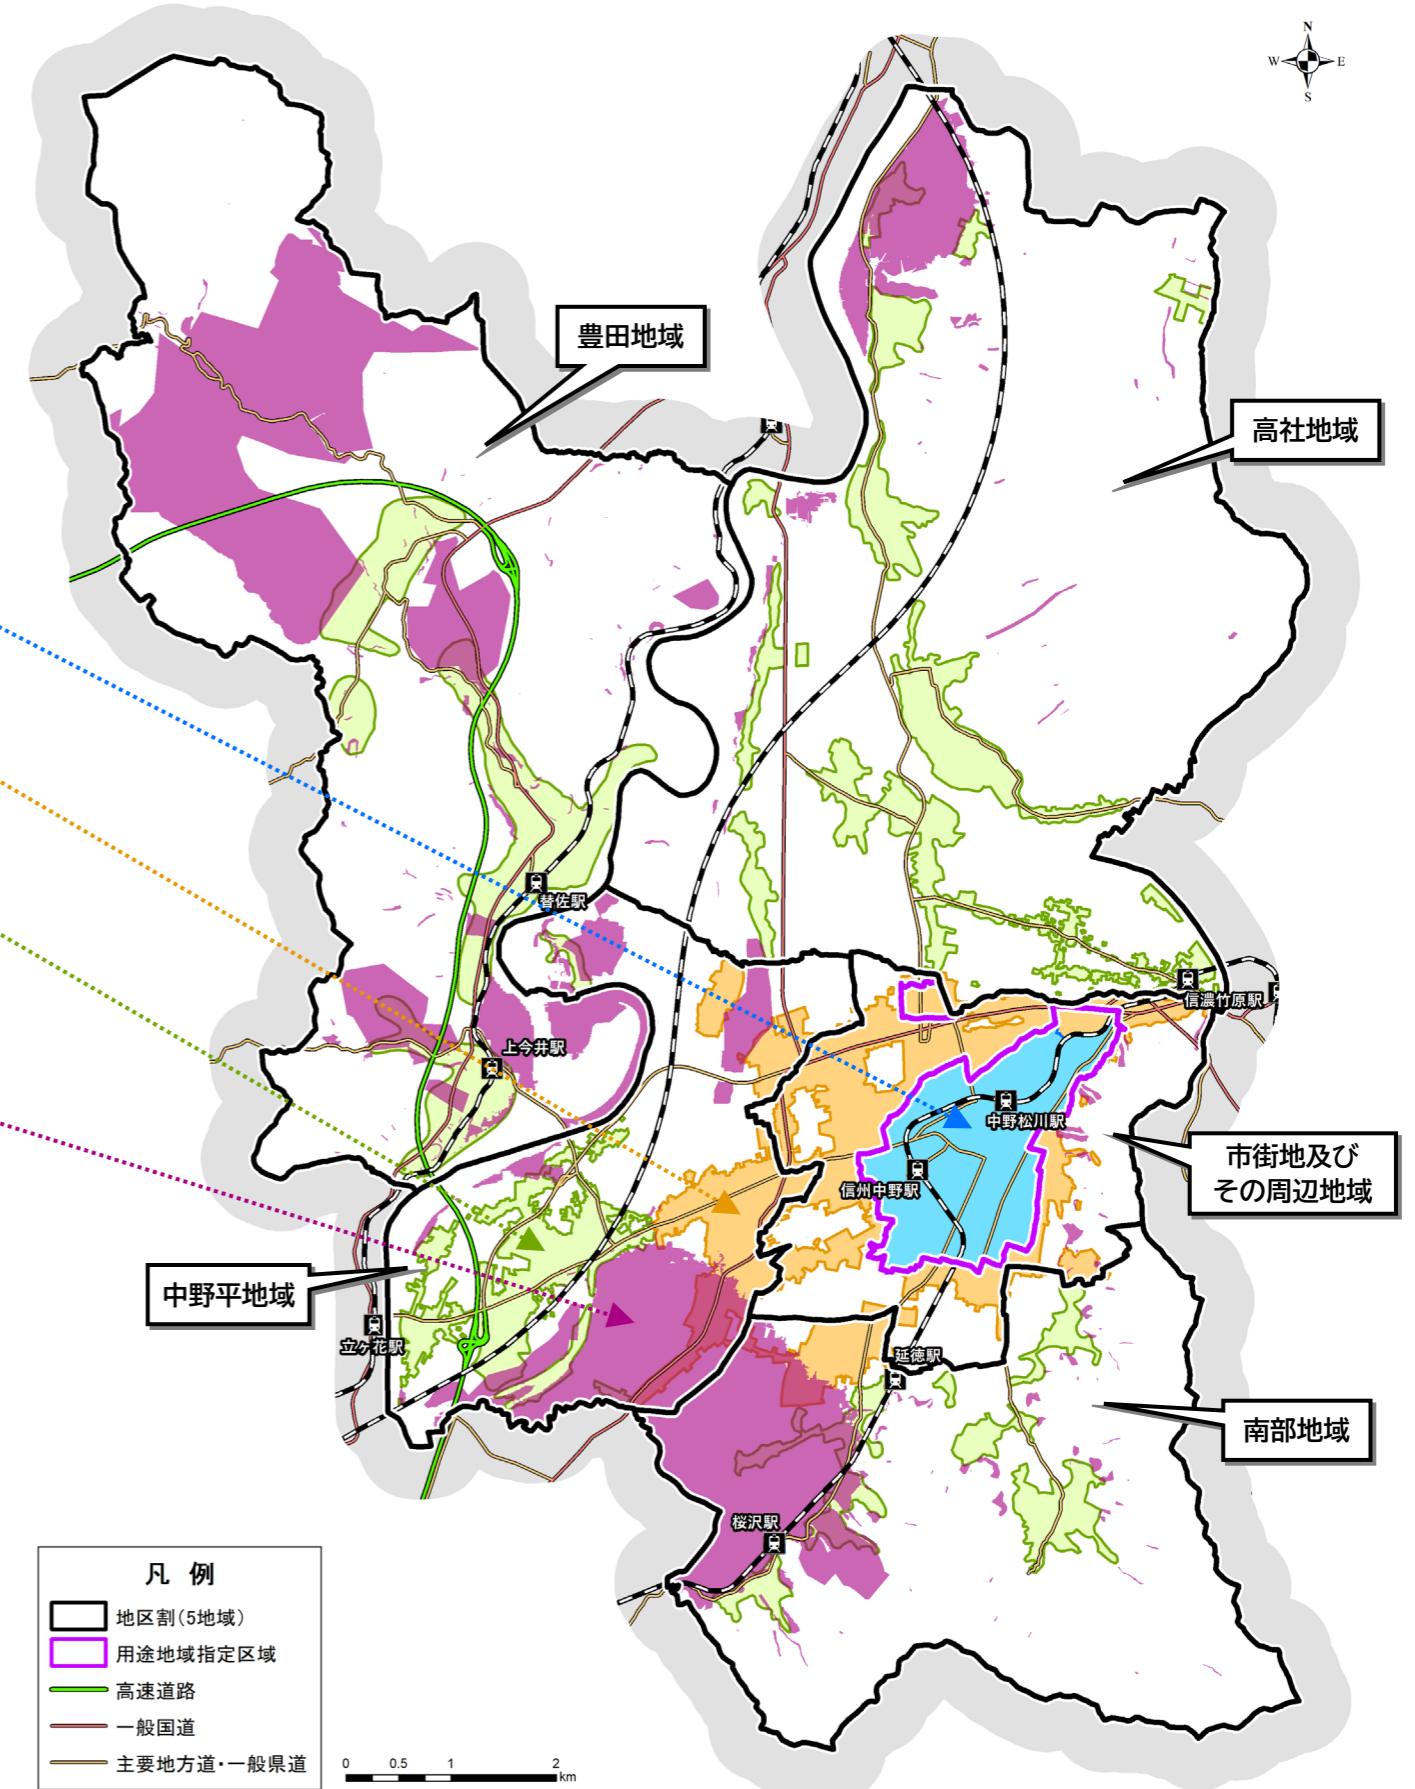 N
W E
S
豊田地域
高社地域
替佐駅
信濃竹原駅
上今井駅
中野松川駅
市街地及び
その周辺地域
信州中野駅
中野平地域
立ヶ花駅
延徳駅
南部地域
桜沢駅
凡 例
地区割(5地域)
用途地域指定区域
高速道路
一般国道
主要地方道・一般県道
0 0.5 1 2
km